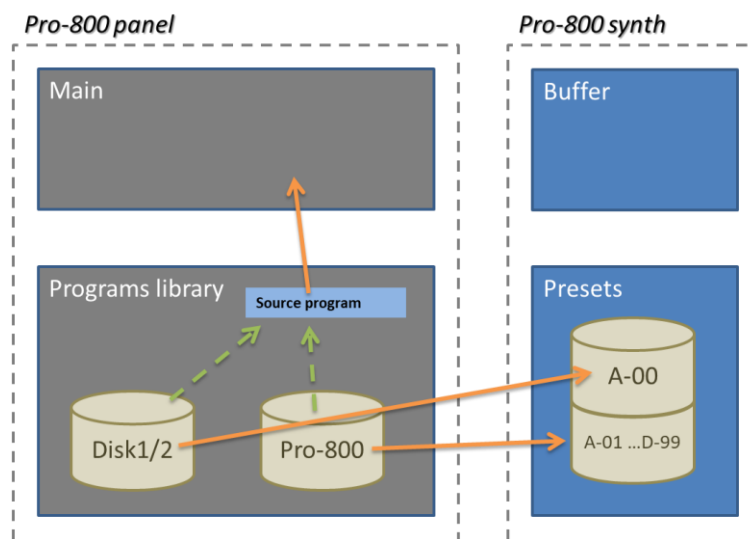 Pro-800 panel
Pro-800 synth
Main
Buffer
Programs library
Source program
Presets
A-00
Disk1/2
Pro-800
A-01 ...D-99